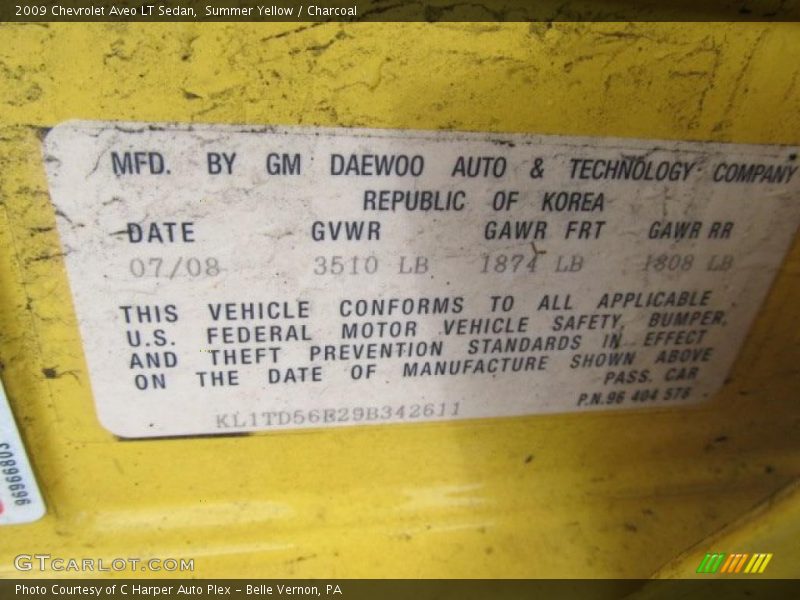 2009 Chevrolet Aveo LT Sedan,  Summer Yellow / Charcoal
MFD. BY GM DAEWOO AUTO & TECHNOLOGY COMPANY
REPUBLIC OF KOREA
DATE GVWR GAWR FRT GAWR RR
07/08 3510 LB 1874 LB 1808 LB
THIS VEHICLE CONFORMS TO ALL APPLICABLE
U.S. FEDERAL MOTOR VEHICLE SAFETY, BUMPER,
AND THEFT PREVENTION STANDARDS IN EFFECT
ON THE DATE OF MANUFACTURE SHOWN ABOVE
PASS. CAR
P.N.96 404 578
KL1TD56E29B342611
GTCARLOT.COM
Photo Courtesy of C Harper Auto Plex – Belle Vernon, PA